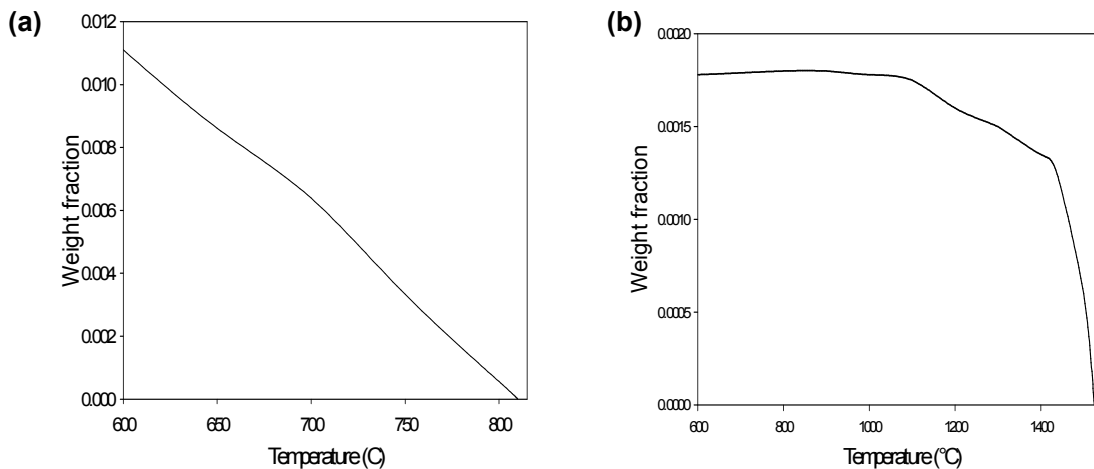 (a)
0.012
0.010
0.008
0.006
0.004
0.002
0.000
Weight fraction
600 650 700 750 800
Temperature (C)
(b)
0.0020
0.0015
0.0010
0.0005
0.0000
Weight fraction
600 800 1000 1200 1400
Temperature (°C)